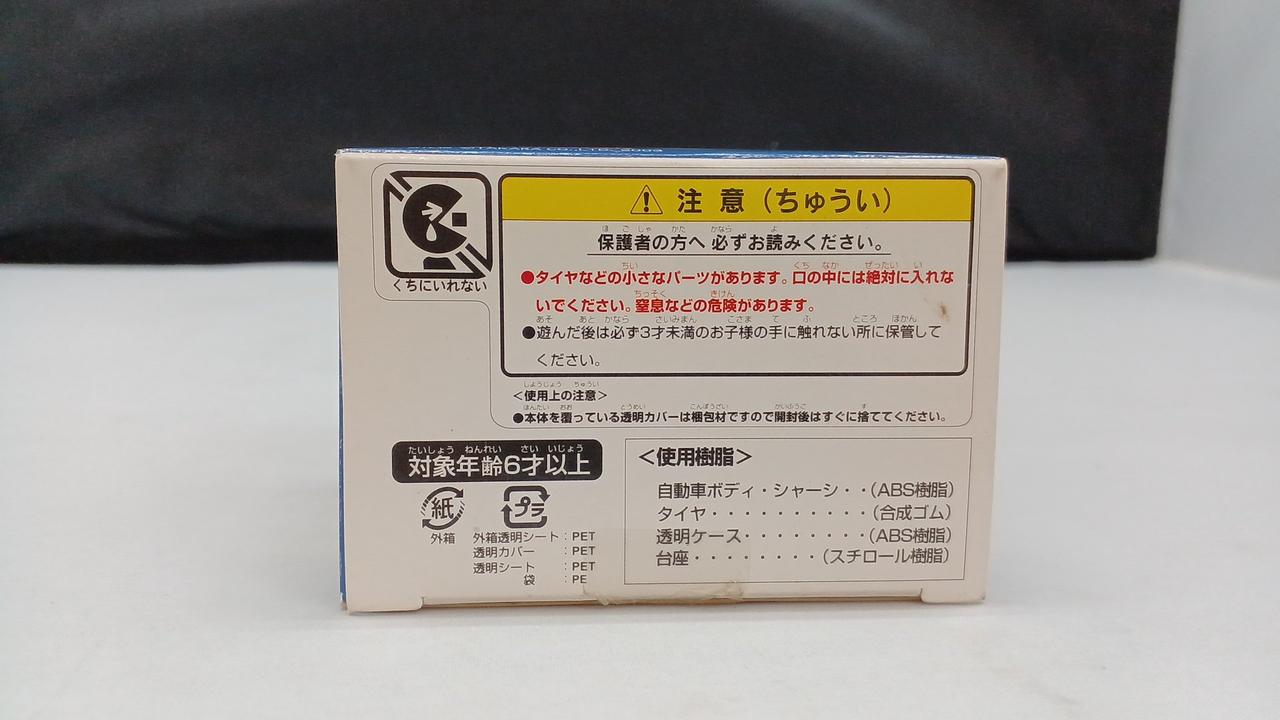 TAKARA CO., LTD. 2003
くちにいれない
注意（ちゅうい）
保護者の方へ 必ずお読みください。
●タイヤなどの小さなパーツがあります。口の中には絶対に入れな
いでください。窒息などの危険があります。
●遊んだ後は必ず3才未満のお子様の手に触れない所に保管して
ください。
<使用上の注意>
●本体を覆っている透明カバーは梱包材ですので開封後はすぐに捨ててください。
対象年齢6才以上
紙
プラ
外箱
外箱透明シート：PET
透明カバー：PET
透明シート：PET
袋：PE
<使用樹脂>
自動車ボディ・シャーシ・・(ABS樹脂)
タイヤ・・・・・・・・・・(合成ゴム)
透明ケース・・・・・・・・(ABS樹脂)
台座・・・・・・・・(スチロール樹脂)